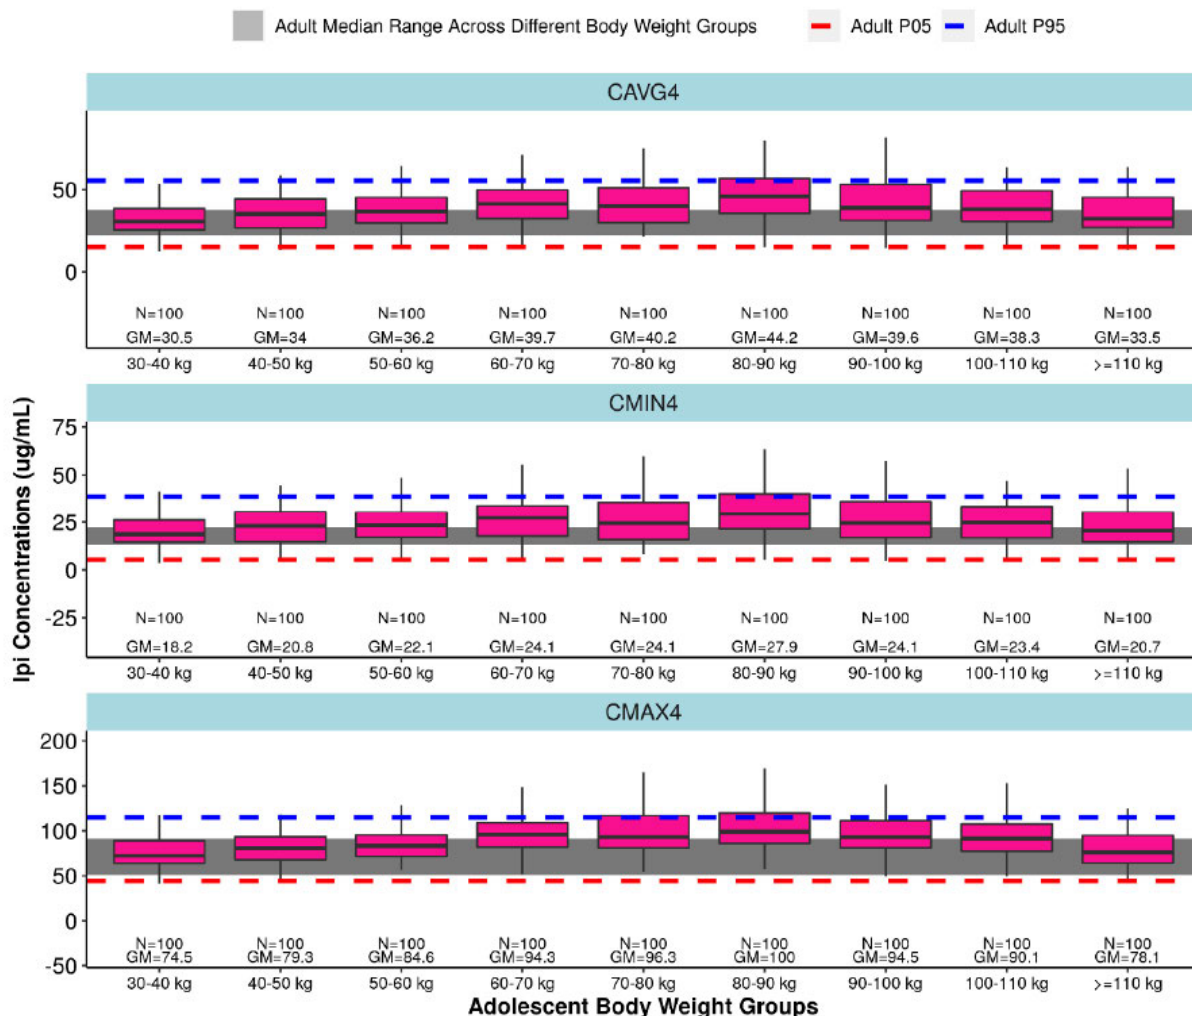 Adult Median Range Across Different Body Weight Groups Adult P05 Adult P95
CAVG4
50
0
N=100 N=100 N=100 N=100 N=100 N=100 N=100 N=100 N=100
GM=30.5 GM=34 GM=36.2 GM=39.7 GM=40.2 GM=44.2 GM=39.6 GM=38.3 GM=33.5
30-40 kg 40-50 kg 50-60 kg 60-70 kg 70-80 kg 80-90 kg 90-100 kg 100-110 kg >=110 kg
Ipi Concentrations (ug/mL)
CMIN4
75
50
25
0
-25
N=100 N=100 N=100 N=100 N=100 N=100 N=100 N=100 N=100
GM=18.2 GM=20.8 GM=22.1 GM=24.1 GM=24.1 GM=27.9 GM=24.1 GM=23.4 GM=20.7
30-40 kg 40-50 kg 50-60 kg 60-70 kg 70-80 kg 80-90 kg 90-100 kg 100-110 kg >=110 kg
CMAX4
200
150
100
50
0
-50
N=100 N=100 N=100 N=100 N=100 N=100 N=100 N=100 N=100
GM=74.5 GM=79.3 GM=84.6 GM=94.3 GM=96.3 GM=100 GM=94.5 GM=90.1 GM=78.1
30-40 kg 40-50 kg 50-60 kg 60-70 kg 70-80 kg 80-90 kg 90-100 kg 100-110 kg >=110 kg
Adolescent Body Weight Groups